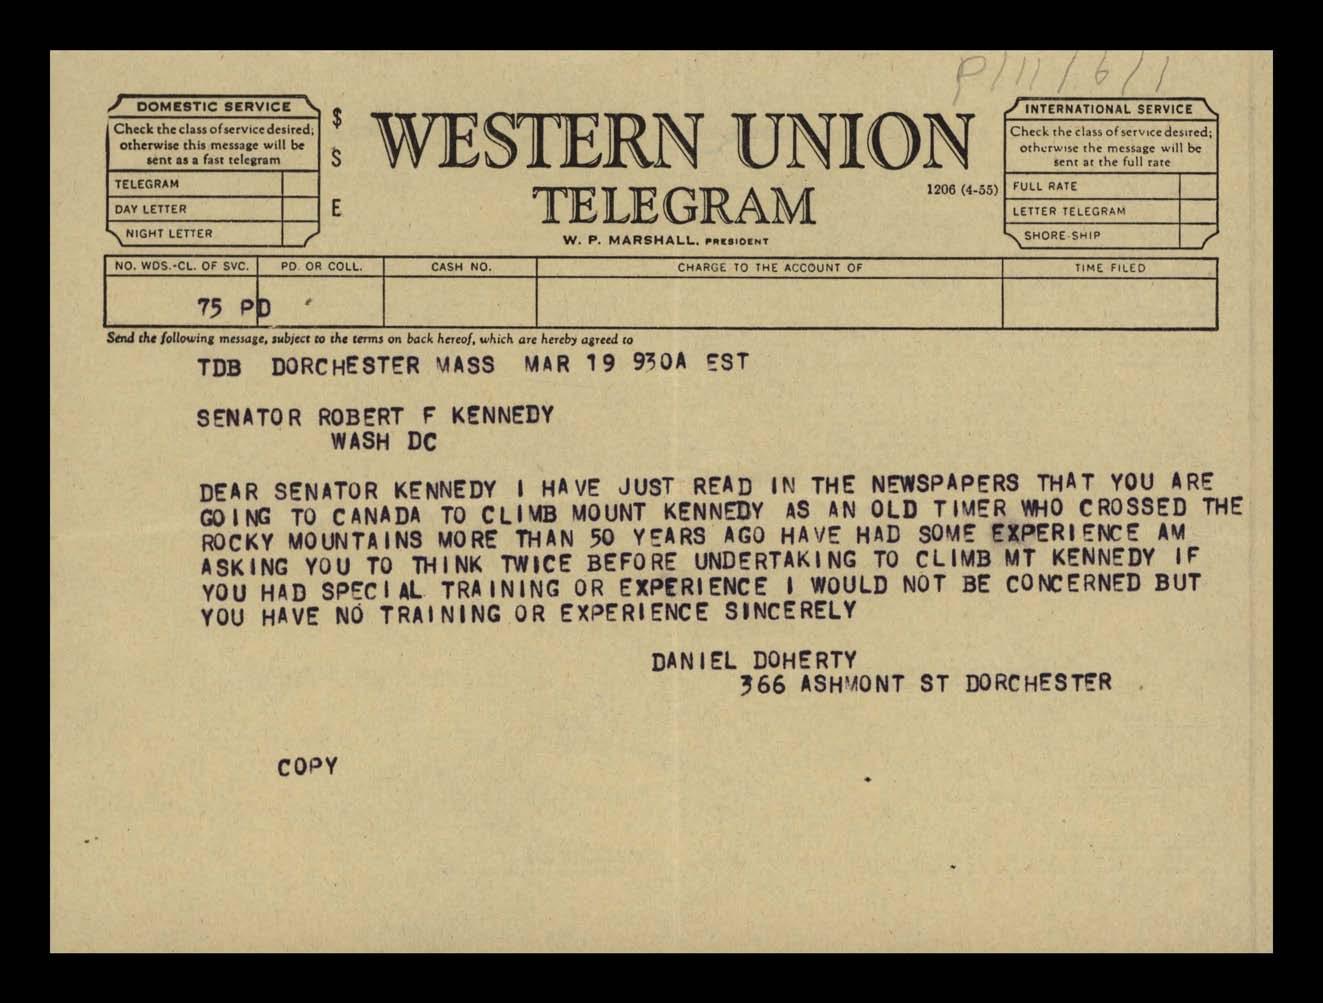 P/11/6/1
DOMESTIC SERVICE
Check the class of service desired;
otherwise this message will be
sent as a fast telegram
TELEGRAM
DAY LETTER
NIGHT LETTER
$
S
E
WESTERN UNION
TELEGRAM
1206 (4-55)
W. P. MARSHALL, PRESIDENT
INTERNATIONAL SERVICE
Check the class of service desired;
otherwise the message will be
sent at the full rate
FULL RATE
LETTER TELEGRAM
SHORE-SHIP
NO. WDS.-CL. OF SVC. PD. OR COLL. CASH NO. CHARGE TO THE ACCOUNT OF TIME FILED
75 PD
Send the following message, subject to the terms on back hereof, which are hereby agreed to
TDB DORCHESTER MASS MAR 19 930A EST
SENATOR ROBERT F KENNEDY
WASH DC
DEAR SENATOR KENNEDY I HAVE JUST READ IN THE NEWSPAPERS THAT YOU ARE
GOING TO CANADA TO CLIMB MOUNT KENNEDY AS AN OLD TIMER WHO CROSSED THE
ROCKY MOUNTAINS MORE THAN 50 YEARS AGO HAVE HAD SOME EXPERIENCE AM
ASKING YOU TO THINK TWICE BEFORE UNDERTAKING TO CLIMB MT KENNEDY IF
YOU HAD SPECIAL TRAINING OR EXPERIENCE I WOULD NOT BE CONCERNED BUT
YOU HAVE NO TRAINING OR EXPERIENCE SINCERELY
DANIEL DOHERTY
366 ASHMONT ST DORCHESTER
COPY